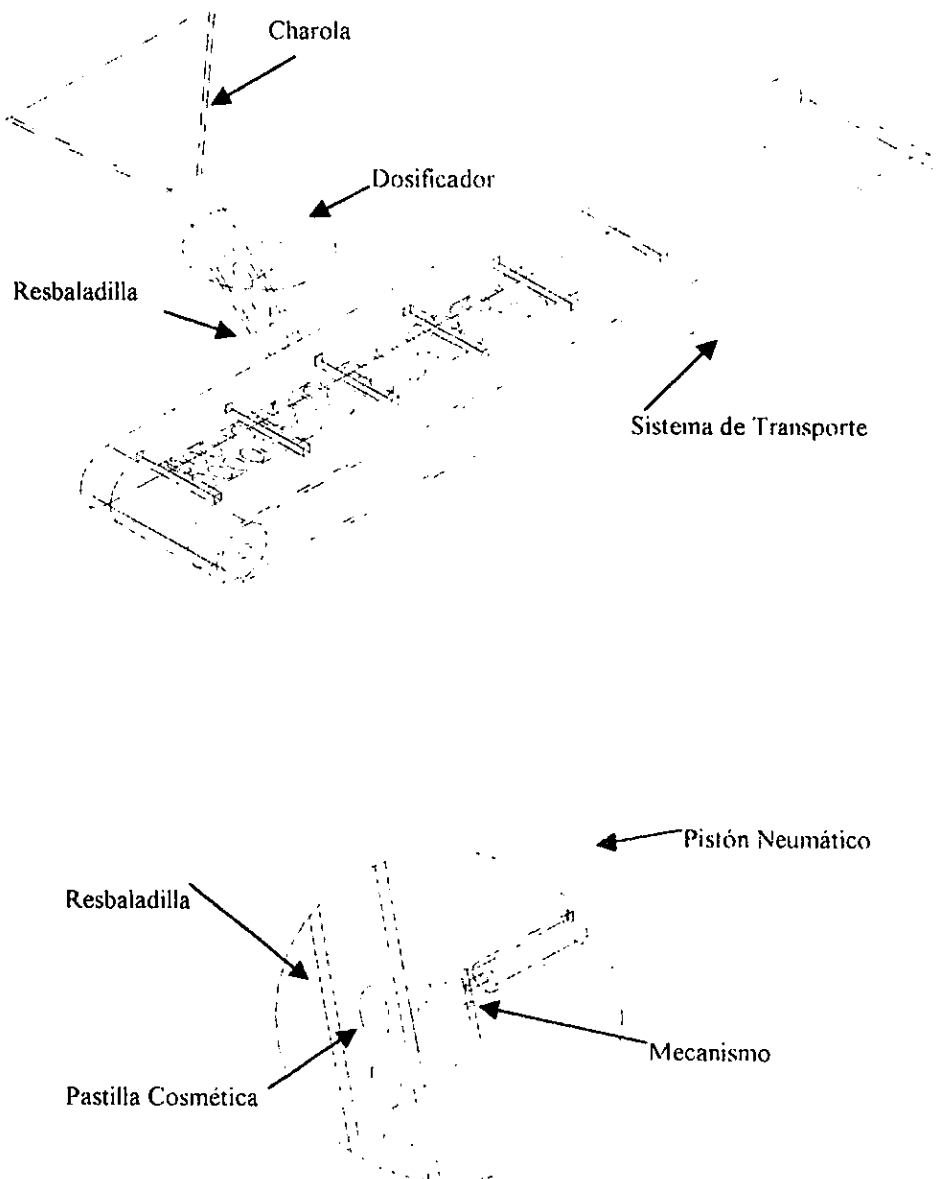 Charola
Dosificador
Resbaladilla
Sistema de Transporte
Pistón Neumático
Resbaladilla
Mecanismo
Pastilla Cosmética